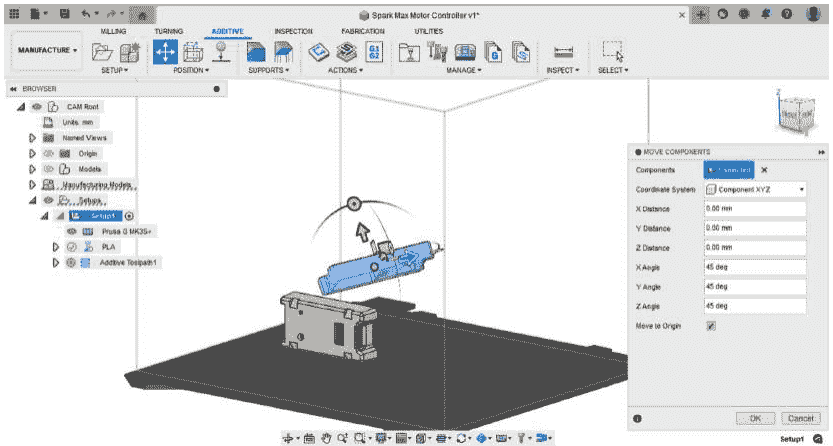 Spark Max Motor Controller v1*
MILLING TURNING ADDITIVE INSPECTION FABRICATION UTILITIES
MANUFACTURE
G1
G2
G
SETUP POSITION SUPPORTS ACTIONS MANAGE INSPECT SELECT
BROWSER
CAM Root
Units: mm
Named Views
Origin
Models
Manufacturing Models
Setups
Setup1
Prusa i3 MK3S+
PLA
Additive Toolpath1
Z
MOVE COMPONENTS
Components
Coordinate System Component XYZ
X Distance 0.00 mm
Y Distance 0.00 mm
Z Distance 0.00 mm
X Angle 45 deg
Y Angle 45 deg
Z Angle 45 deg
Move to Origin
OK Cancel
Setup1